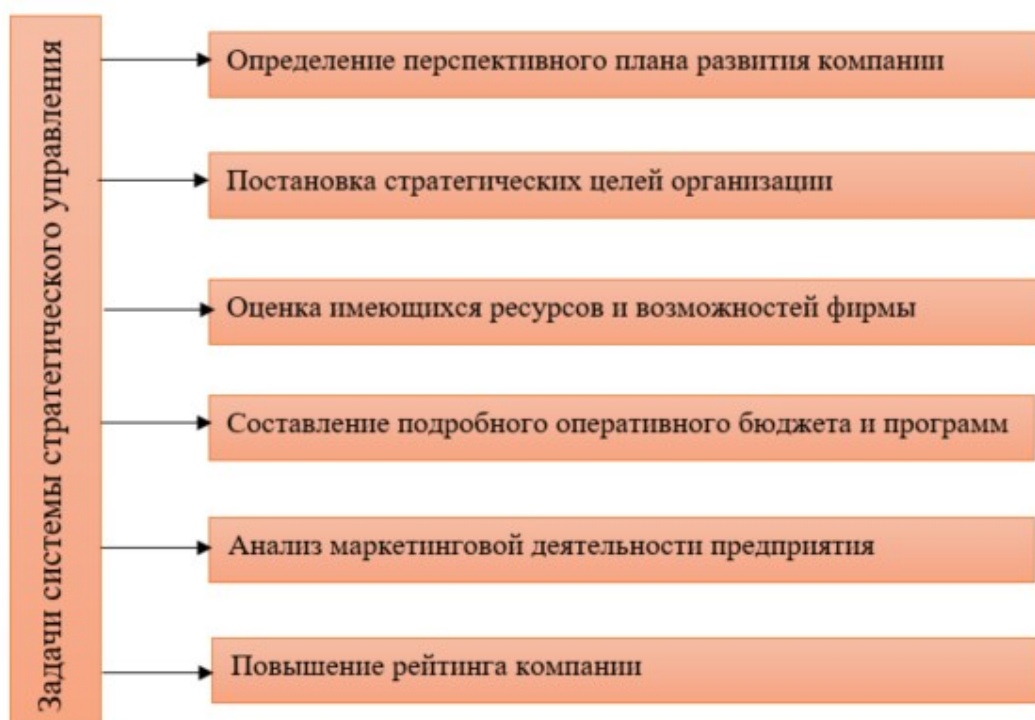 Задачи системы стратегического управления
Определение перспективного плана развития компании
Постановка стратегических целей организации
Оценка имеющихся ресурсов и возможностей фирмы
Составление подробного оперативного бюджета и программ
Анализ маркетинговой деятельности предприятия
Повышение рейтинга компании